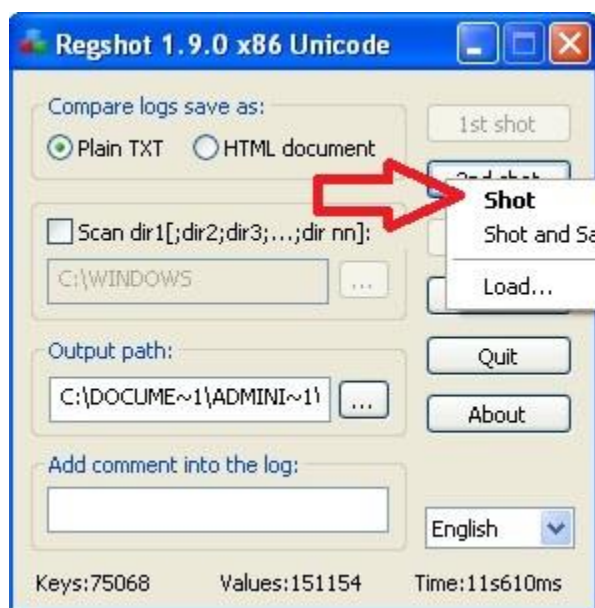 Regshot 1.9.0 x86 Unicode
Compare logs save as:
Plain TXT HTML document
1st shot
2nd shot
Shot
Shot and Sa
Load...
Scan dir1[;dir2;dir3;...;dir nn]:
C:\WINDOWS
...
Output path:
C:\DOCUME~1\ADMINI~1\
...
Quit
About
Add comment into the log:
English
Keys:75068 Values:151154 Time:11s610ms